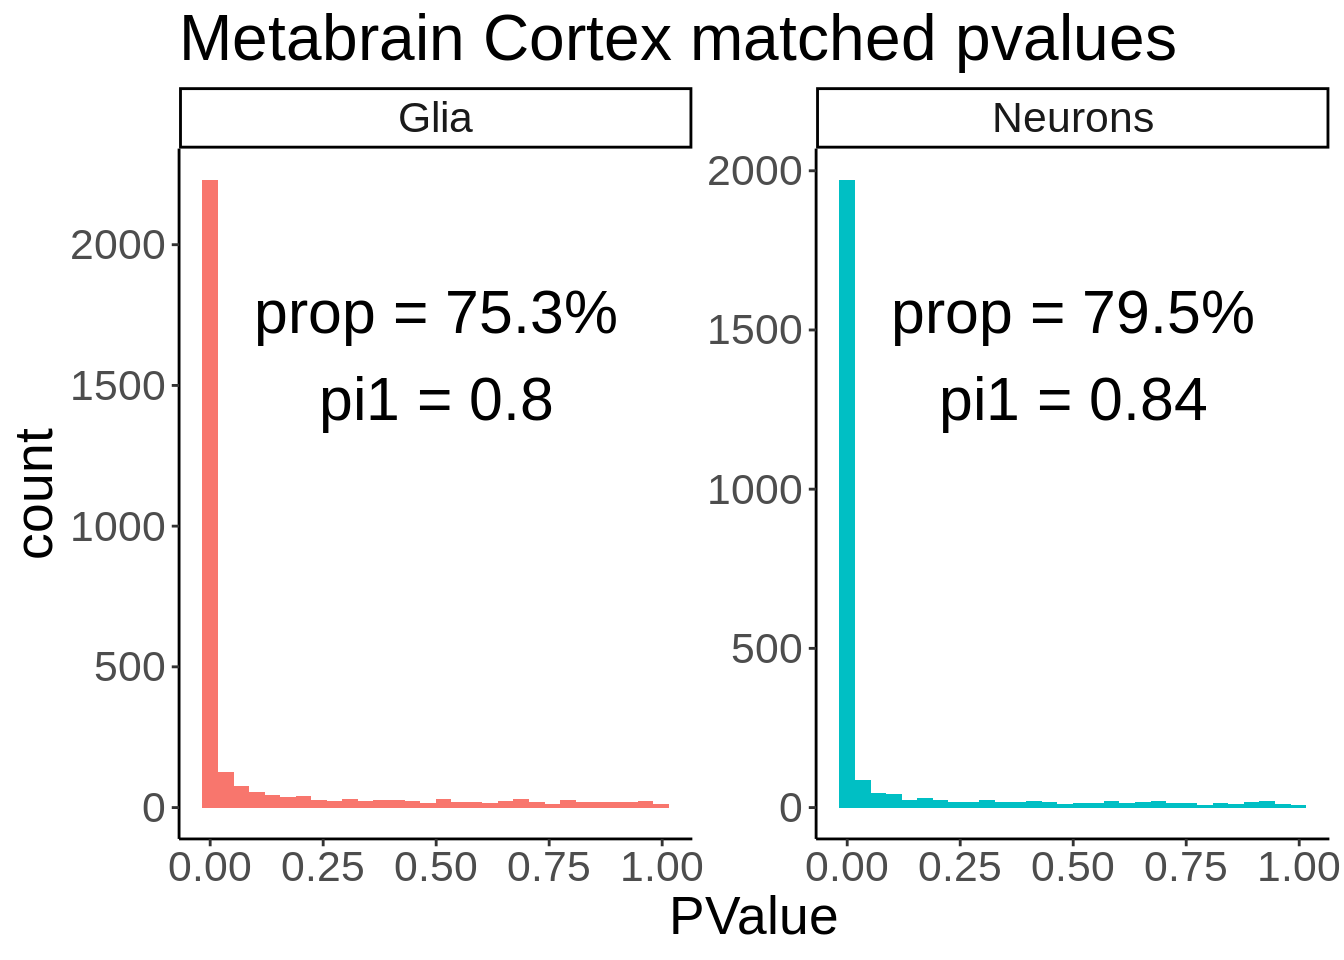 Metabrain Cortex matched pvalues
Glia
Neurons
count
2000
1500
1000
500
0
prop = 75.3%
pi1 = 0.8
0.00 0.25 0.50 0.75 1.00
2000
1500
1000
500
0
prop = 79.5%
pi1 = 0.84
0.00 0.25 0.50 0.75 1.00
PValue